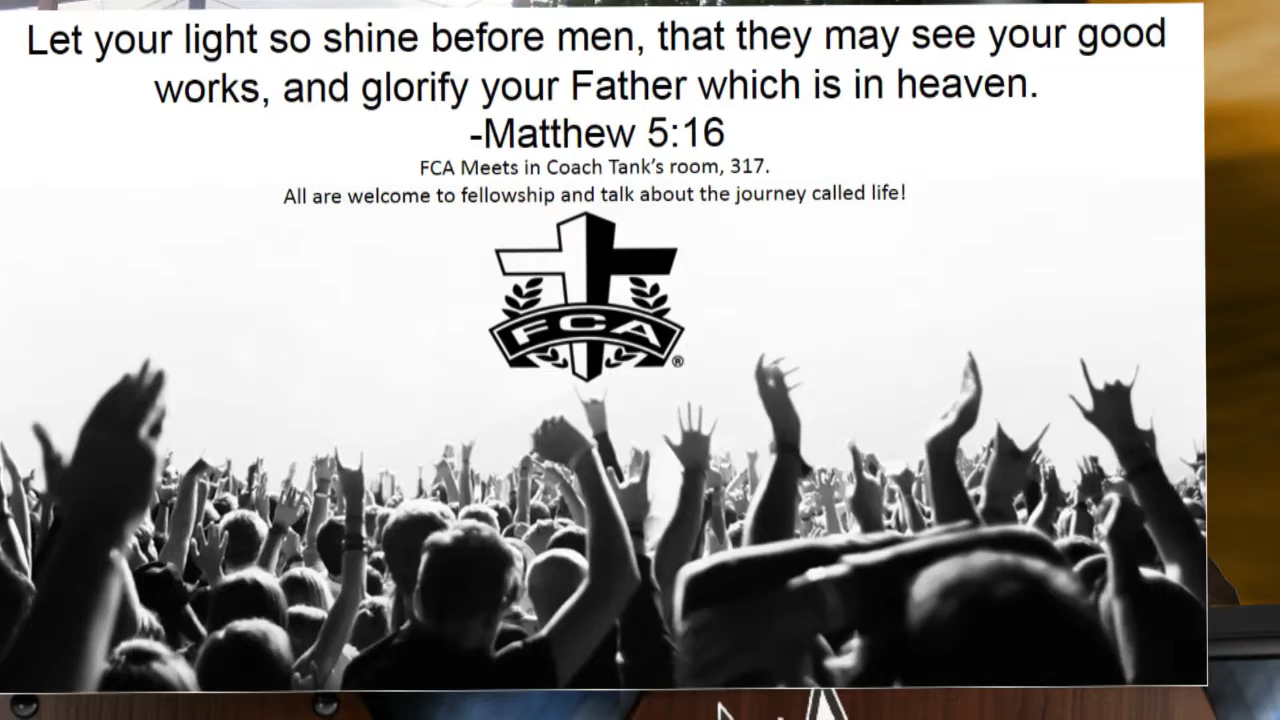 Let your light so shine before men, that they may see your good
works, and glorify your Father which is in heaven.
-Matthew 5:16
FCA Meets in Coach Tank’s room, 317.
All are welcome to fellowship and talk about the journey called life!
FCA
®